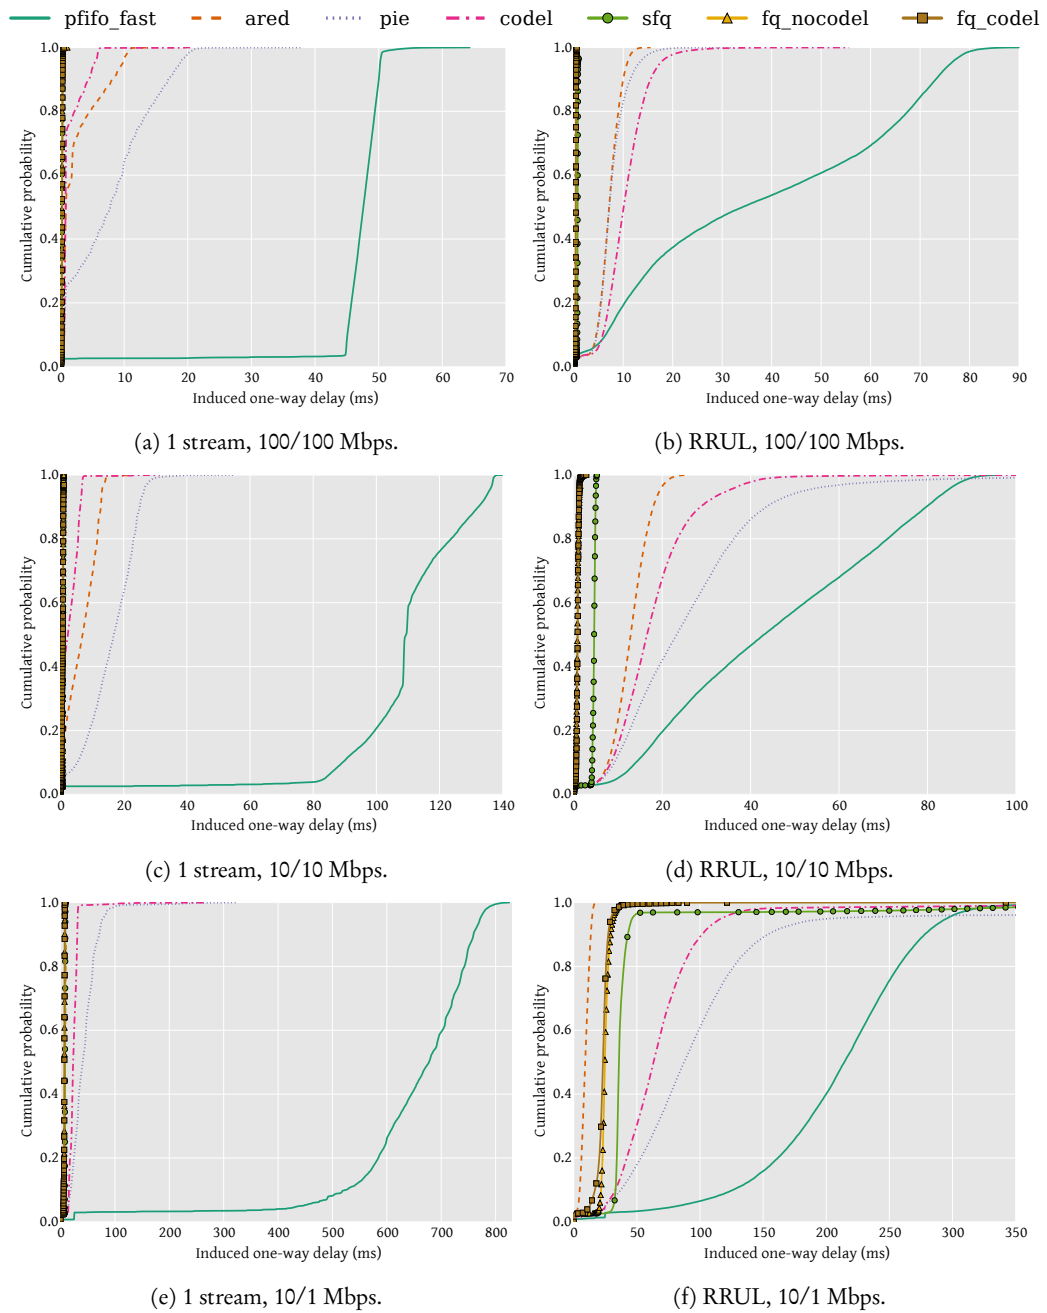 pfifo_fast ared pie codel sfq fq_nocodel fq_codel
1.0
0.8
0.6
0.4
0.2
0.0
Cumulative probability
0 10 20 30 40 50 60 70
Induced one-way delay (ms)
(a) 1 stream, 100/100 Mbps.
1.0
0.8
0.6
0.4
0.2
0.0
Cumulative probability
0 10 20 30 40 50 60 70 80 90
Induced one-way delay (ms)
(b) RRUL, 100/100 Mbps.
1.0
0.8
0.6
0.4
0.2
0.0
Cumulative probability
0 20 40 60 80 100 120 140
Induced one-way delay (ms)
(c) 1 stream, 10/10 Mbps.
1.0
0.8
0.6
0.4
0.2
0.0
Cumulative probability
0 20 40 60 80 100
Induced one-way delay (ms)
(d) RRUL, 10/10 Mbps.
1.0
0.8
0.6
0.4
0.2
0.0
Cumulative probability
0 100 200 300 400 500 600 700 800
Induced one-way delay (ms)
(e) 1 stream, 10/1 Mbps.
1.0
0.8
0.6
0.4
0.2
0.0
Cumulative probability
0 50 100 150 200 250 300 350
Induced one-way delay (ms)
(f) RRUL, 10/1 Mbps.